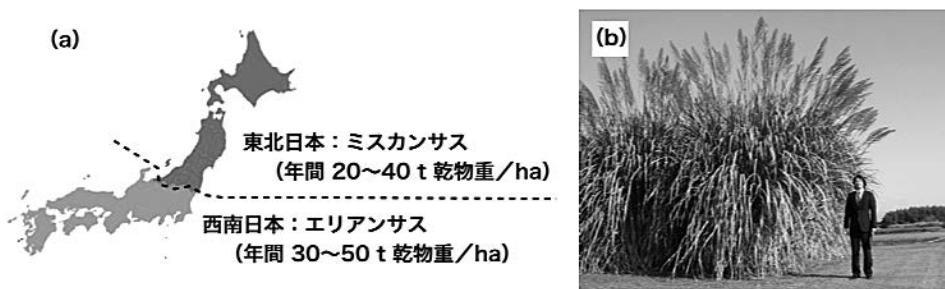 (a)
東北日本：ミスカンサス
（年間 20〜40 t 乾物重／ha）
西南日本：エリアンサス
（年間 30〜50 t 乾物重／ha）
(b)